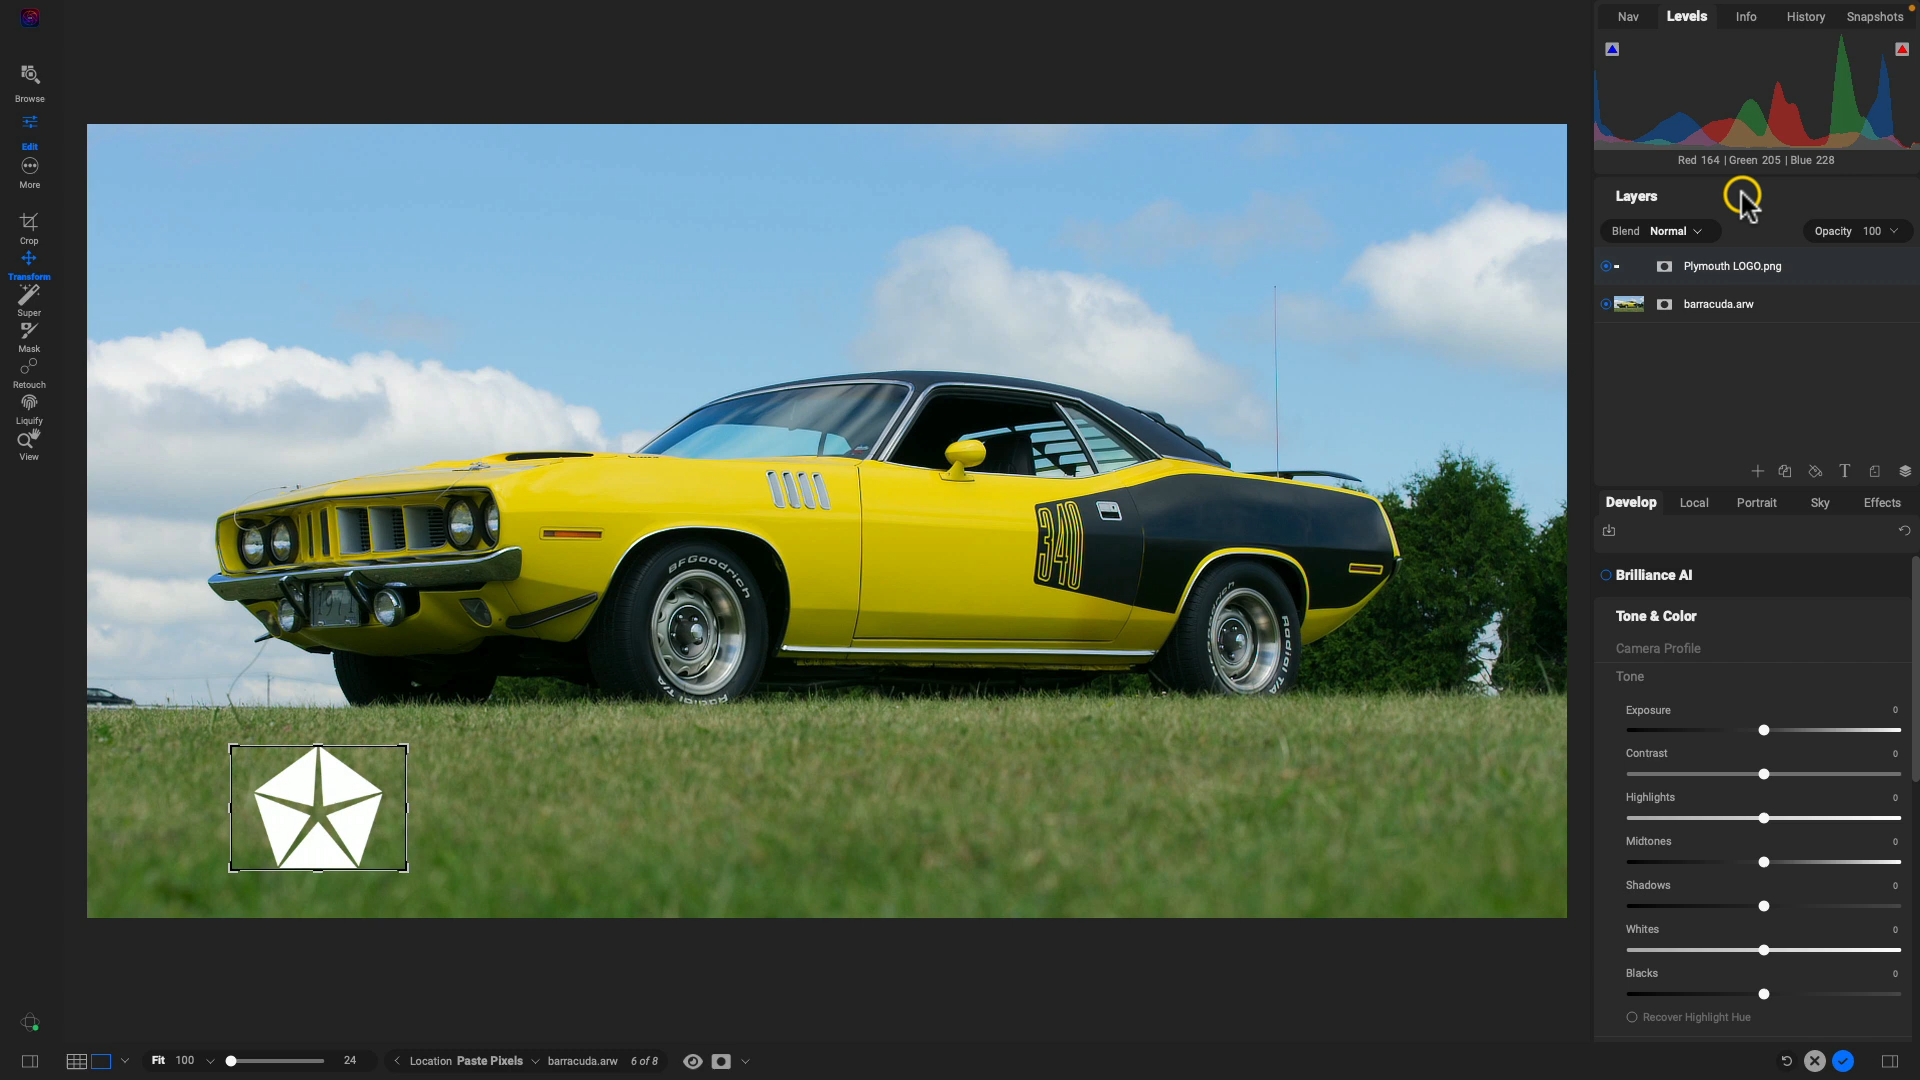 Nav Levels Info History Snapshots
Red 164 | Green 205 | Blue 228
Layers
Blend Normal Opacity 100
Plymouth LOGO.png
barracuda.arw
T
Develop Local Portrait Sky Effects
Brilliance AI
Tone & Color
Camera Profile
Tone
Exposure 0
Contrast 0
Highlights 0
Midtones 0
Shadows 0
Whites 0
Blacks 0
Recover Highlight Hue
Browse
Edit
More
Crop
Transform
Super
Mask
Retouch
Liquify
View
340
BFGoodrich
Radial T/A
Radial T/A
1971
Fit 100 24 Location Paste Pixels barracuda.arw 6 of 8